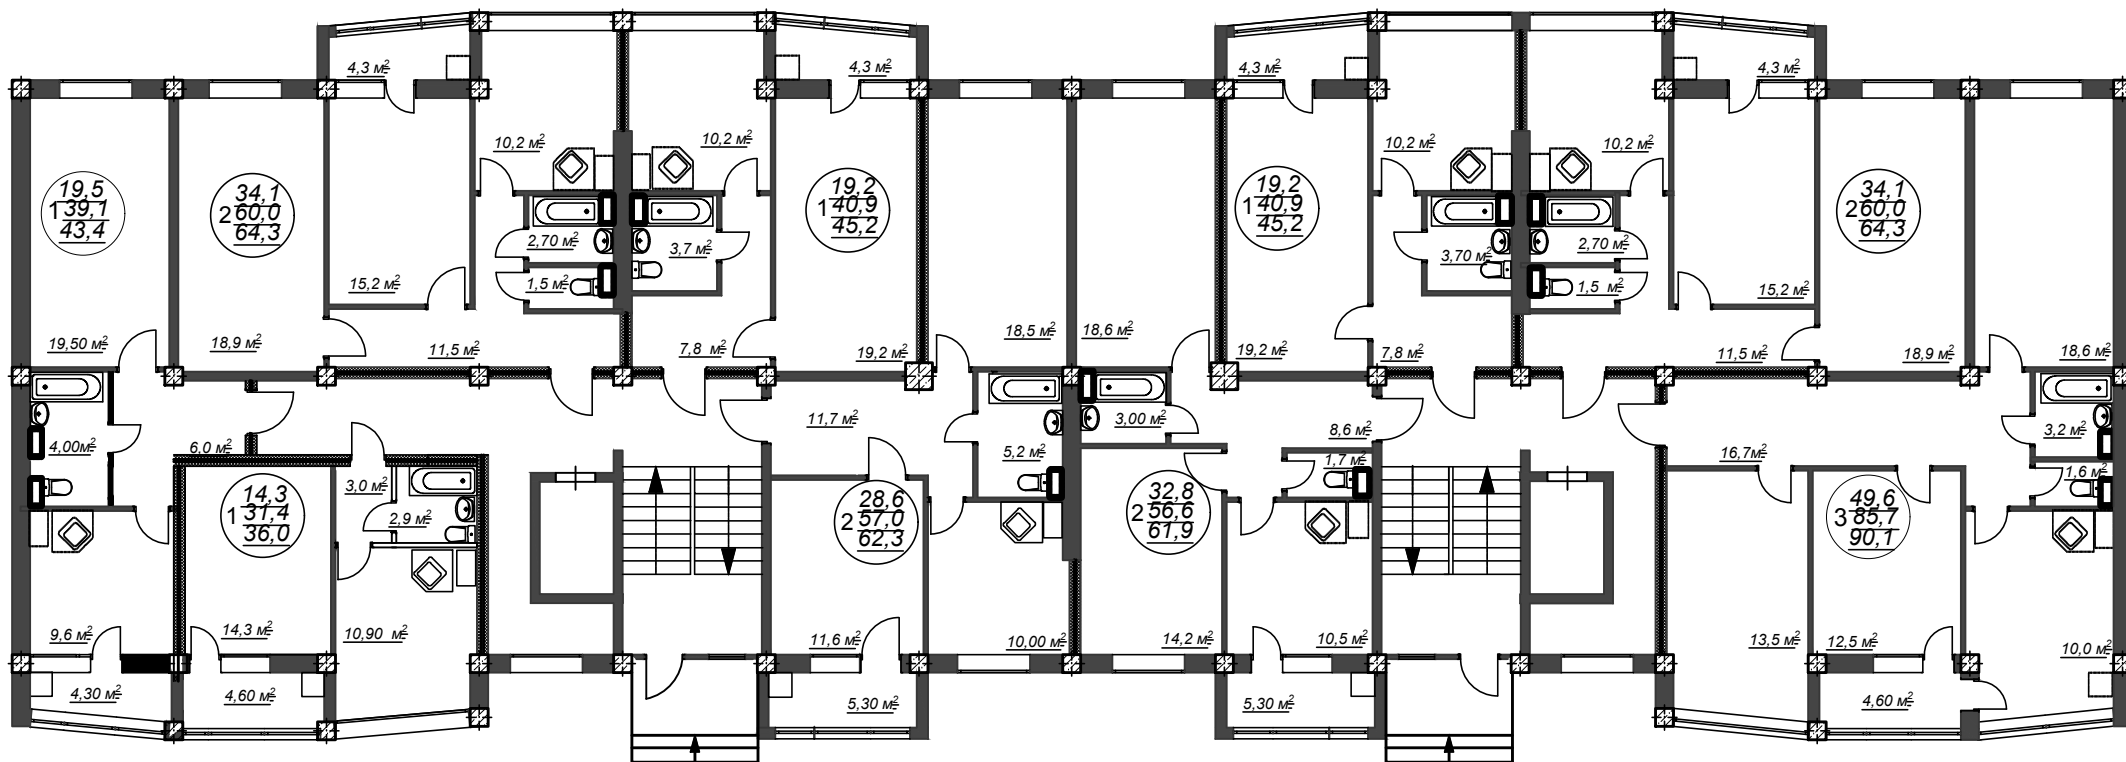 4,3 м²
4,3 м²
4,3 м²
4,3 м²
10,2 м²
10,2 м²
10,2 м²
10,2 м²
19,5
1 39,1
43,4
34,1
2 60,0
64,3
19,2
1 40,9
45,2
19,2
1 40,9
45,2
34,1
2 60,0
64,3
2,70 м²
3,7 м²
3,70 м²
2,70 м²
15,2 м²
1,5 м²
1,5 м²
15,2 м²
19,50 м²
18,9 м²
11,5 м²
7,8 м²
19,2 м²
18,5 м²
18,6 м²
19,2 м²
7,8 м²
11,5 м²
18,9 м²
18,6 м²
4,00м²
6,0 м²
11,7 м²
5,2 м²
3,00 м²
8,6 м²
1,7 м²
16,7 м²
3,2 м²
1,6 м²
3,0 м²
2,9 м²
14,3
1 31,4
36,0
28,6
2 57,0
62,3
32,8
2 56,6
61,9
49,6
3 85,7
90,1
9,6 м²
14,3 м²
10,90 м²
11,6 м²
10,00 м²
14,2 м²
10,5 м²
13,5 м²
12,5 м²
10,0 м²
4,30 м²
4,60 м²
5,30 м²
5,30 м²
4,60 м²